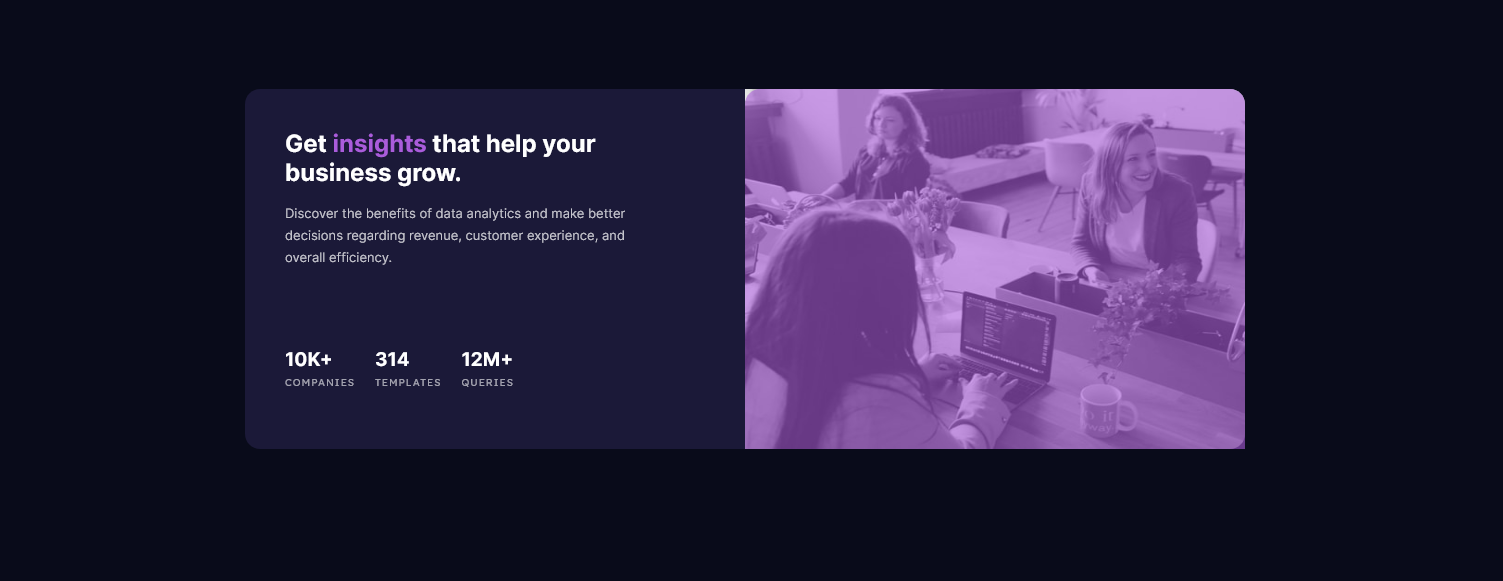 Get insights that help your
business grow.
Discover the benefits of data analytics and make better
decisions regarding revenue, customer experience, and
overall efficiency.
10K+ 314 12M+
COMPANIES TEMPLATES QUERIES